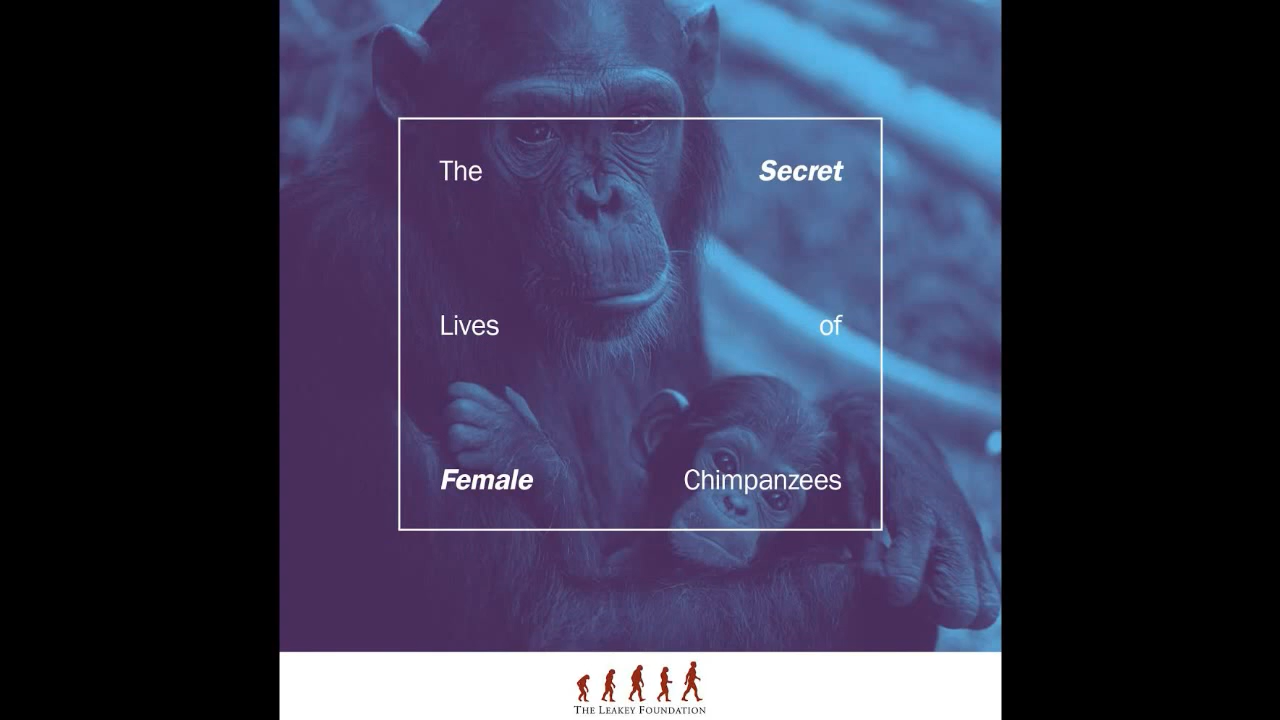 The Secret
Lives of
Female Chimpanzees
THE LEAKEY FOUNDATION